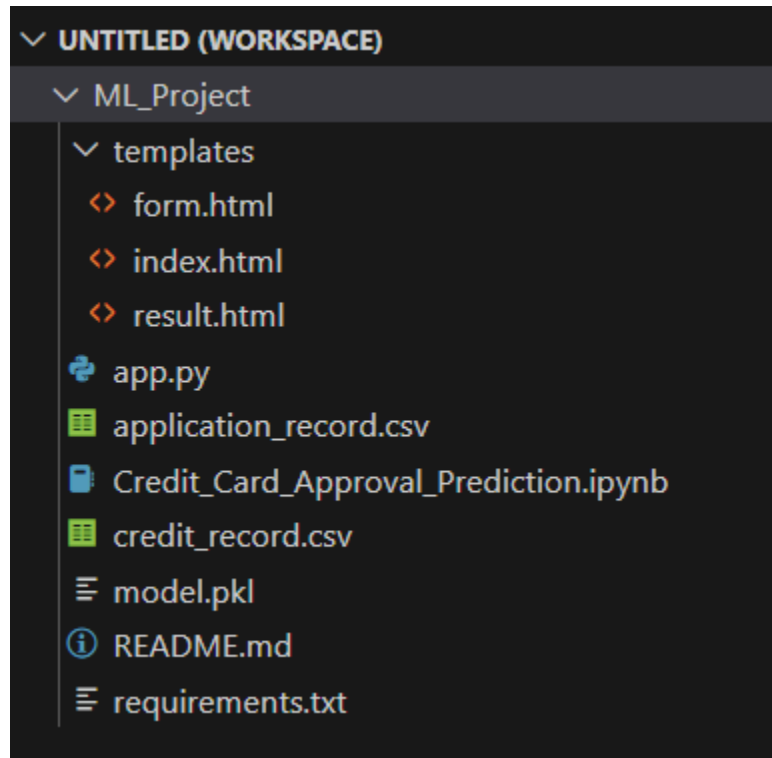 UNTITLED (WORKSPACE)
ML_Project
templates
form.html
index.html
result.html
app.py
application_record.csv
Credit_Card_Approval_Prediction.ipynb
credit_record.csv
model.pkl
README.md
requirements.txt